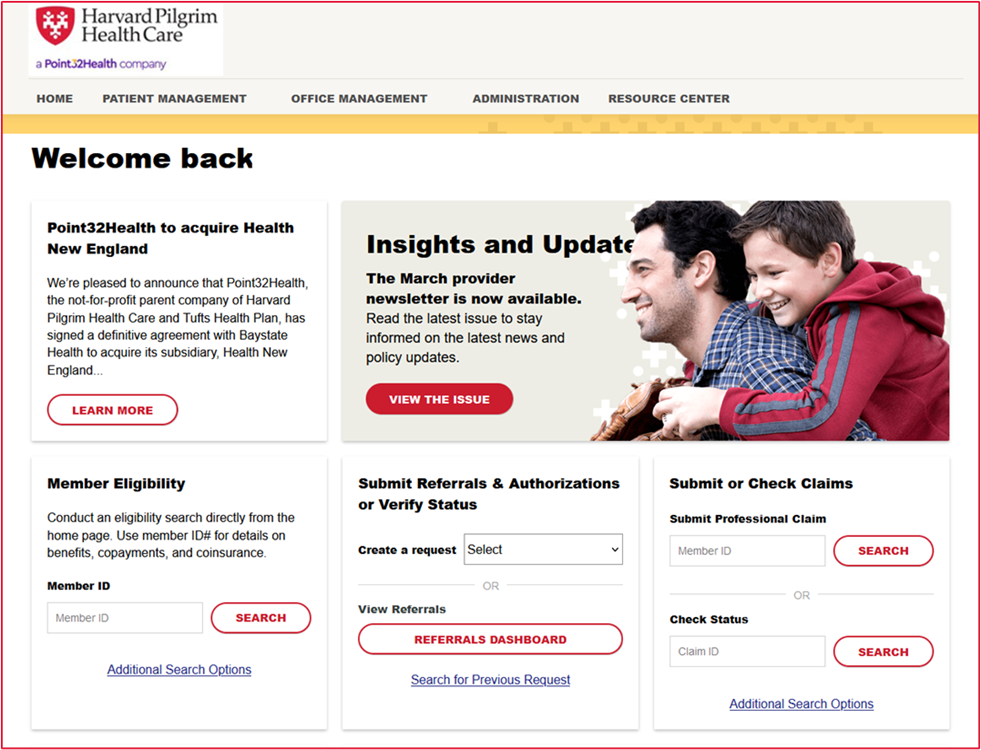 Harvard Pilgrim
Health Care
a Point32Health company
HOME PATIENT MANAGEMENT OFFICE MANAGEMENT ADMINISTRATION RESOURCE CENTER
Welcome back
Point32Health to acquire Health
New England
We're pleased to announce that Point32Health,
the not-for-profit parent company of Harvard
Pilgrim Health Care and Tufts Health Plan, has
signed a definitive agreement with Baystate
Health to acquire its subsidiary, Health New
England...
LEARN MORE
Insights and Update
The March provider
newsletter is now available.
Read the latest issue to stay
informed on the latest news and
policy updates.
VIEW THE ISSUE
Member Eligibility
Conduct an eligibility search directly from the
home page. Use member ID# for details on
benefits, copayments, and coinsurance.
Member ID
Member ID SEARCH
Additional Search Options
Submit Referrals & Authorizations
or Verify Status
Create a request Select
OR
View Referrals
REFERRALS DASHBOARD
Search for Previous Request
Submit or Check Claims
Submit Professional Claim
Member ID SEARCH
OR
Check Status
Claim ID SEARCH
Additional Search Options